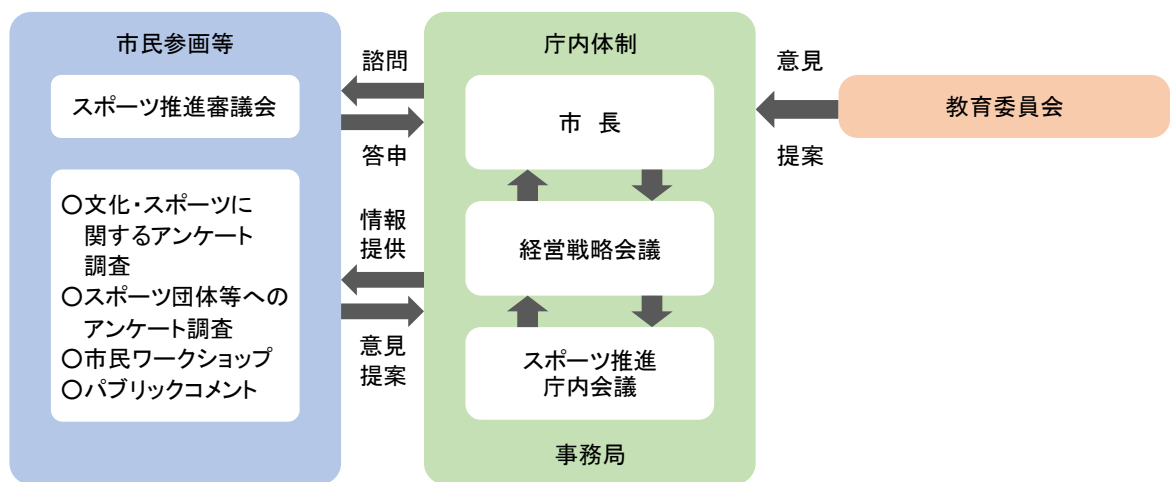 市民参画等
スポーツ推進審議会
〇文化・スポーツに
関するアンケート
調査
〇スポーツ団体等への
アンケート調査
〇市民ワークショップ
〇パブリックコメント
諮問
答申
情報
提供
意見
提案
庁内体制
市 長
経営戦略会議
スポーツ推進
庁内会議
事務局
意見
提案
教育委員会